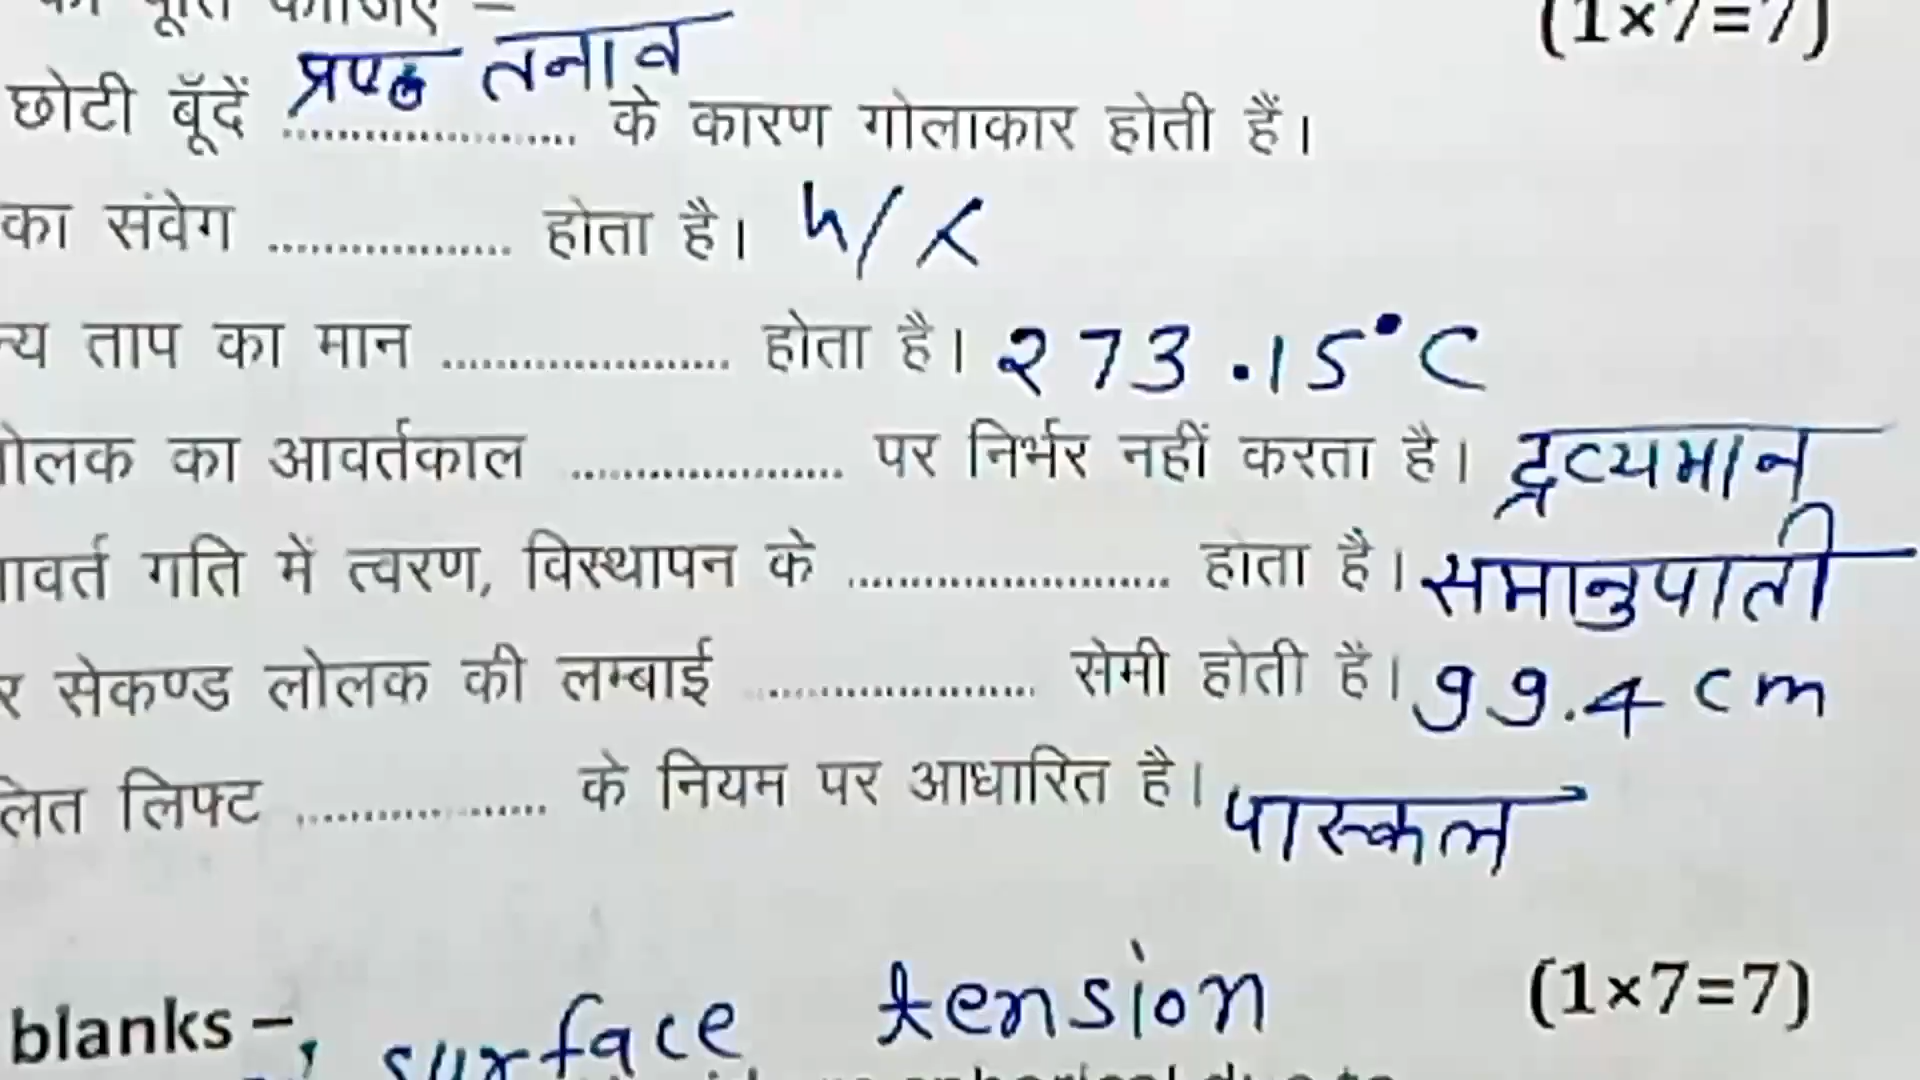 की पूर्ति कीजिए – (1×7=7)
छोटी बूँदें पृष्ठ तनाव के कारण गोलाकार होती हैं।
का संवेग .................. होता है। h/λ
न्य ताप का मान .................. होता है। 273.15°C
ोलक का आवर्तकाल .................. पर निर्भर नहीं करता है। द्रव्यमान
ावर्त गति में त्वरण, विस्थापन के .................. होता है। समानुपाती
र सेकण्ड लोलक की लम्बाई .................. सेमी होती है। 99.4 cm
लित लिफ्ट .................. के नियम पर आधारित है। पास्कल
blanks – surface tension (1×7=7)